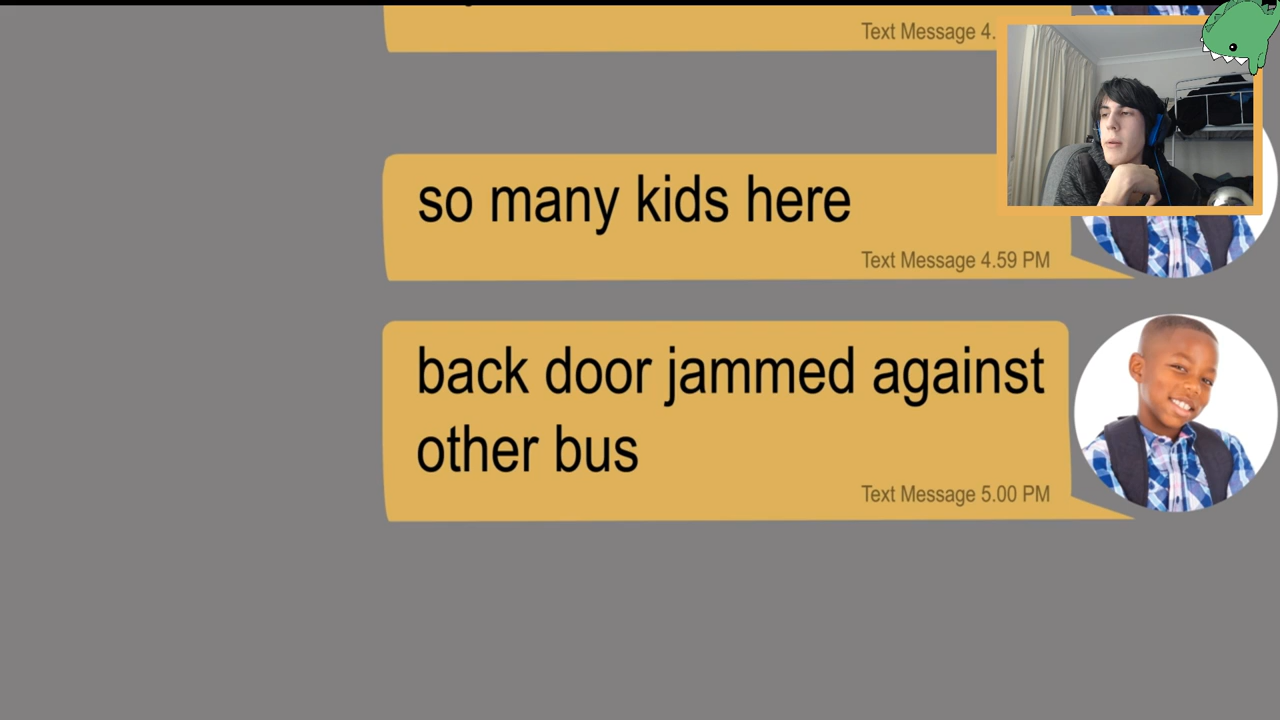 Text Message 4.
so many kids here
Text Message 4.59 PM
back door jammed against
other bus
Text Message 5.00 PM